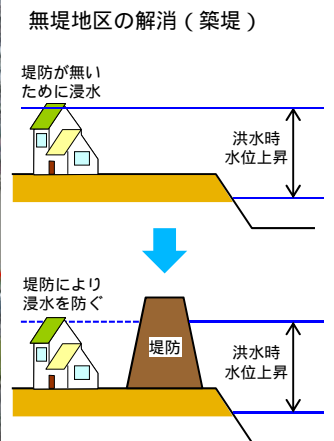 無堤地区の解消（築堤）
堤防が無い
ために浸水
洪水時
水位上昇
堤防により
浸水を防ぐ
堤防
洪水時
水位上昇